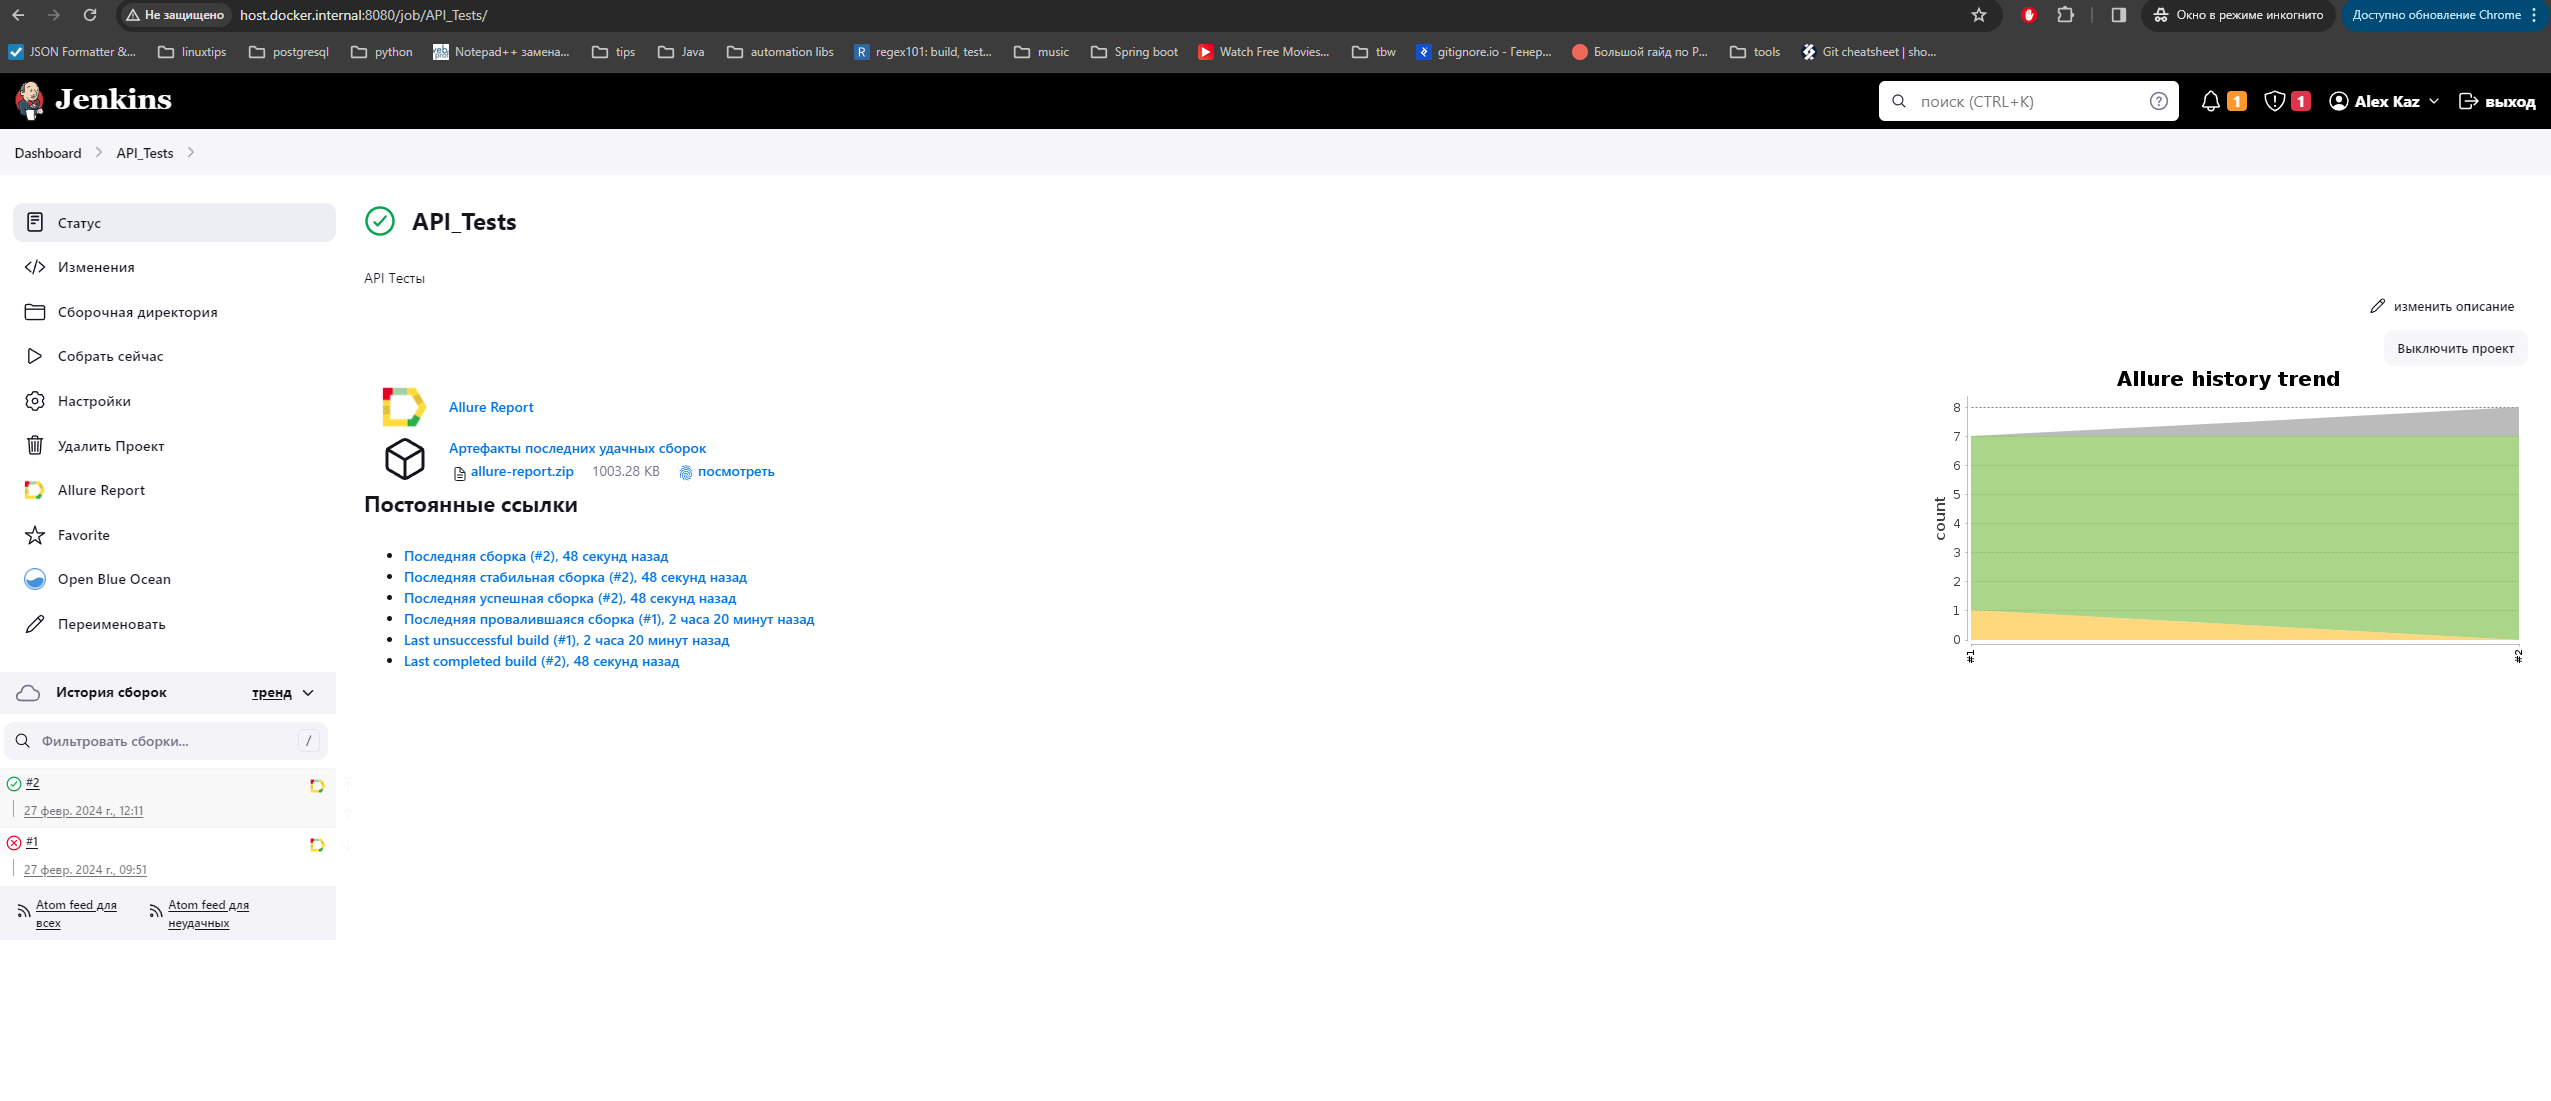 Не защищено
host.docker.internal:8080/job/API_Tests/
Окно в режиме инкогнито
Доступно обновление Chrome
JSON Formatter &...
linuxtips
postgresql
python
Notepad++ замена...
tips
Java
automation libs
regex101: build, test...
music
Spring boot
Watch Free Movies...
tbw
gitignore.io - Генер...
Большой гайд по Р...
tools
Git cheatsheet | sho...
Jenkins
поиск (CTRL+K)
1
1
Alex Kaz
выход
Dashboard
API_Tests
Статус
Изменения
Сборочная директория
Собрать сейчас
Настройки
Удалить Проект
Allure Report
Favorite
Open Blue Ocean
Переименовать
История сборок
тренд
Фильтровать сборки...
/
#2
27 февр. 2024 г., 12:11
#1
27 февр. 2024 г., 09:51
Atom feed для всех
Atom feed для неудачных
API_Tests
API Тесты
изменить описание
Выключить проект
Allure Report
Артефакты последних удачных сборок
allure-report.zip 1003.28 KB посмотреть
Постоянные ссылки
Последняя сборка (#2), 48 секунд назад
Последняя стабильная сборка (#2), 48 секунд назад
Последняя успешная сборка (#2), 48 секунд назад
Последняя провалившаяся сборка (#1), 2 часа 20 минут назад
Last unsuccessful build (#1), 2 часа 20 минут назад
Last completed build (#2), 48 секунд назад
Allure history trend
count
8
7
6
5
4
3
2
1
0
#1
#2